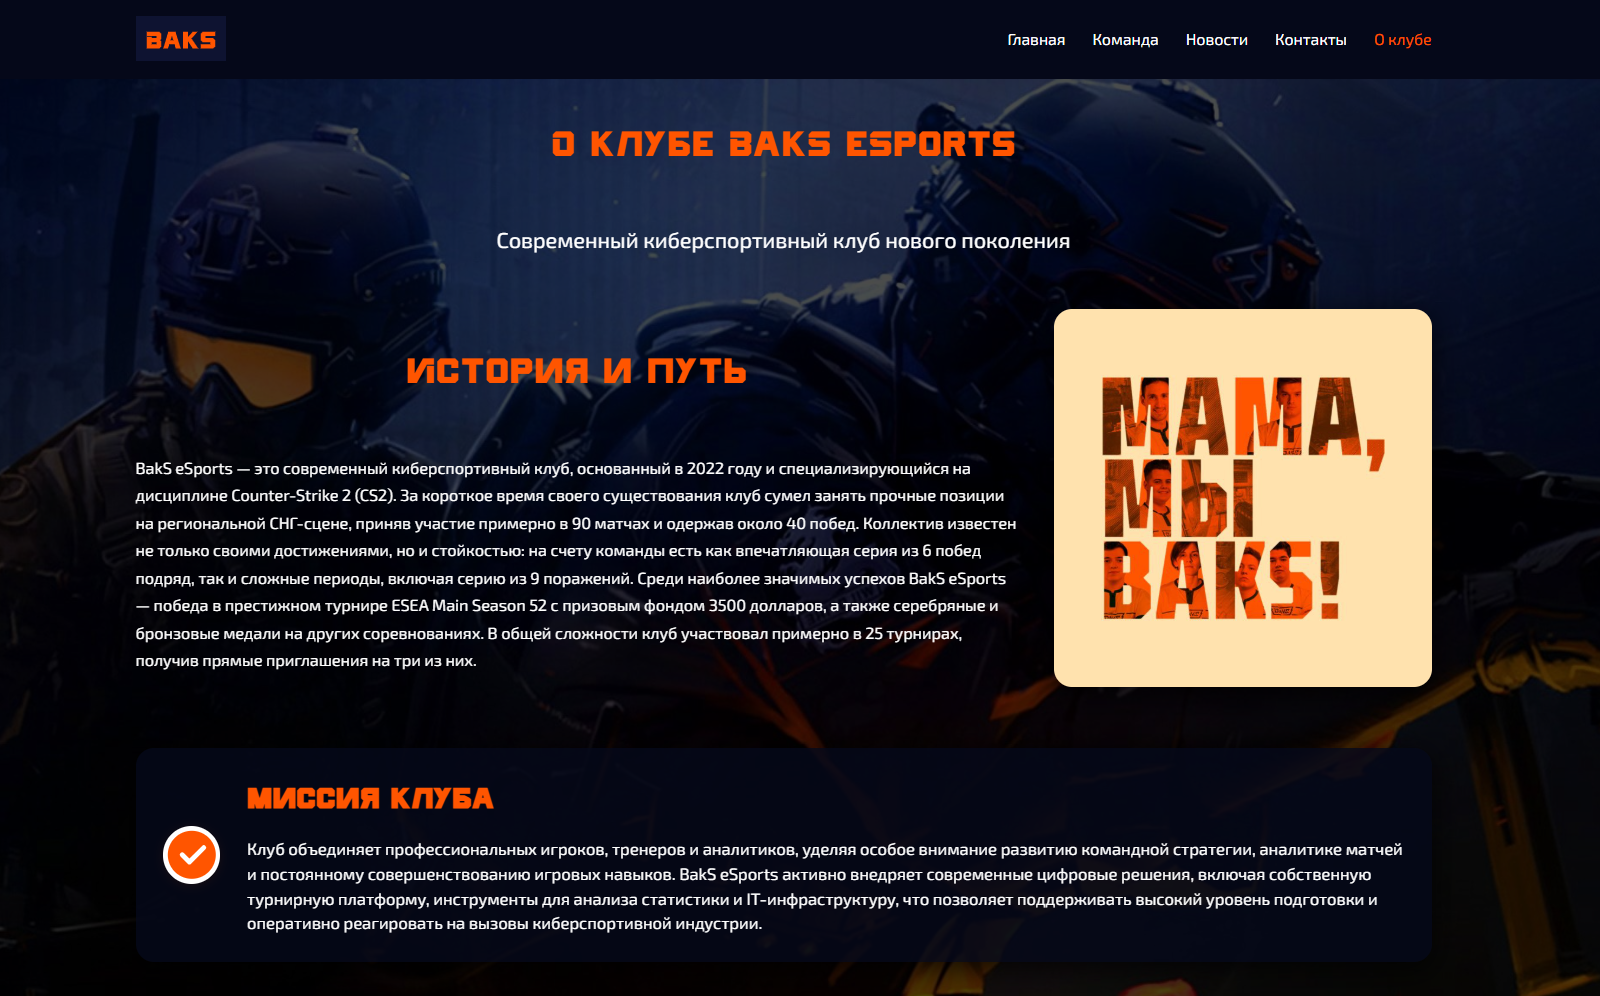 BAKS
Главная Команда Новости Контакты О клубе
О КЛУБЕ BAKS ESPORTS
Современный киберспортивный клуб нового поколения
ИСТОРИЯ И ПУТЬ
BakS eSports — это современный киберспортивный клуб, основанный в 2022 году и специализирующийся на
дисциплине Counter-Strike 2 (CS2). За короткое время своего существования клуб сумел занять прочные позиции
на региональной СНГ-сцене, приняв участие примерно в 90 матчах и одержав около 40 побед. Коллектив известен
не только своими достижениями, но и стойкостью: на счету команды есть как впечатляющая серия из 6 побед
подряд, так и сложные периоды, включая серию из 9 поражений. Среди наиболее значимых успехов BakS eSports
— победа в престижном турнире ESEA Main Season 52 с призовым фондом 3500 долларов, а также серебряные и
бронзовые медали на других соревнованиях. В общей сложности клуб участвовал примерно в 25 турнирах,
получив прямые приглашения на три из них.
МАМА,
МЫ
BAKS!
МИССИЯ КЛУБА
Клуб объединяет профессиональных игроков, тренеров и аналитиков, уделяя особое внимание развитию командной стратегии, аналитике матчей
и постоянному совершенствованию игровых навыков. BakS eSports активно внедряет современные цифровые решения, включая собственную
турнирную платформу, инструменты для анализа статистики и IT-инфраструктуру, что позволяет поддерживать высокий уровень подготовки и
оперативно реагировать на вызовы киберспортивной индустрии.